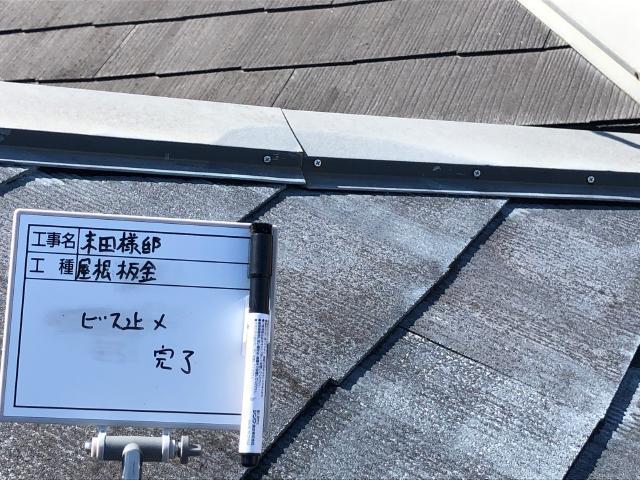 工事名 末田様邸
工種 屋根板金
ビス止メ
完了